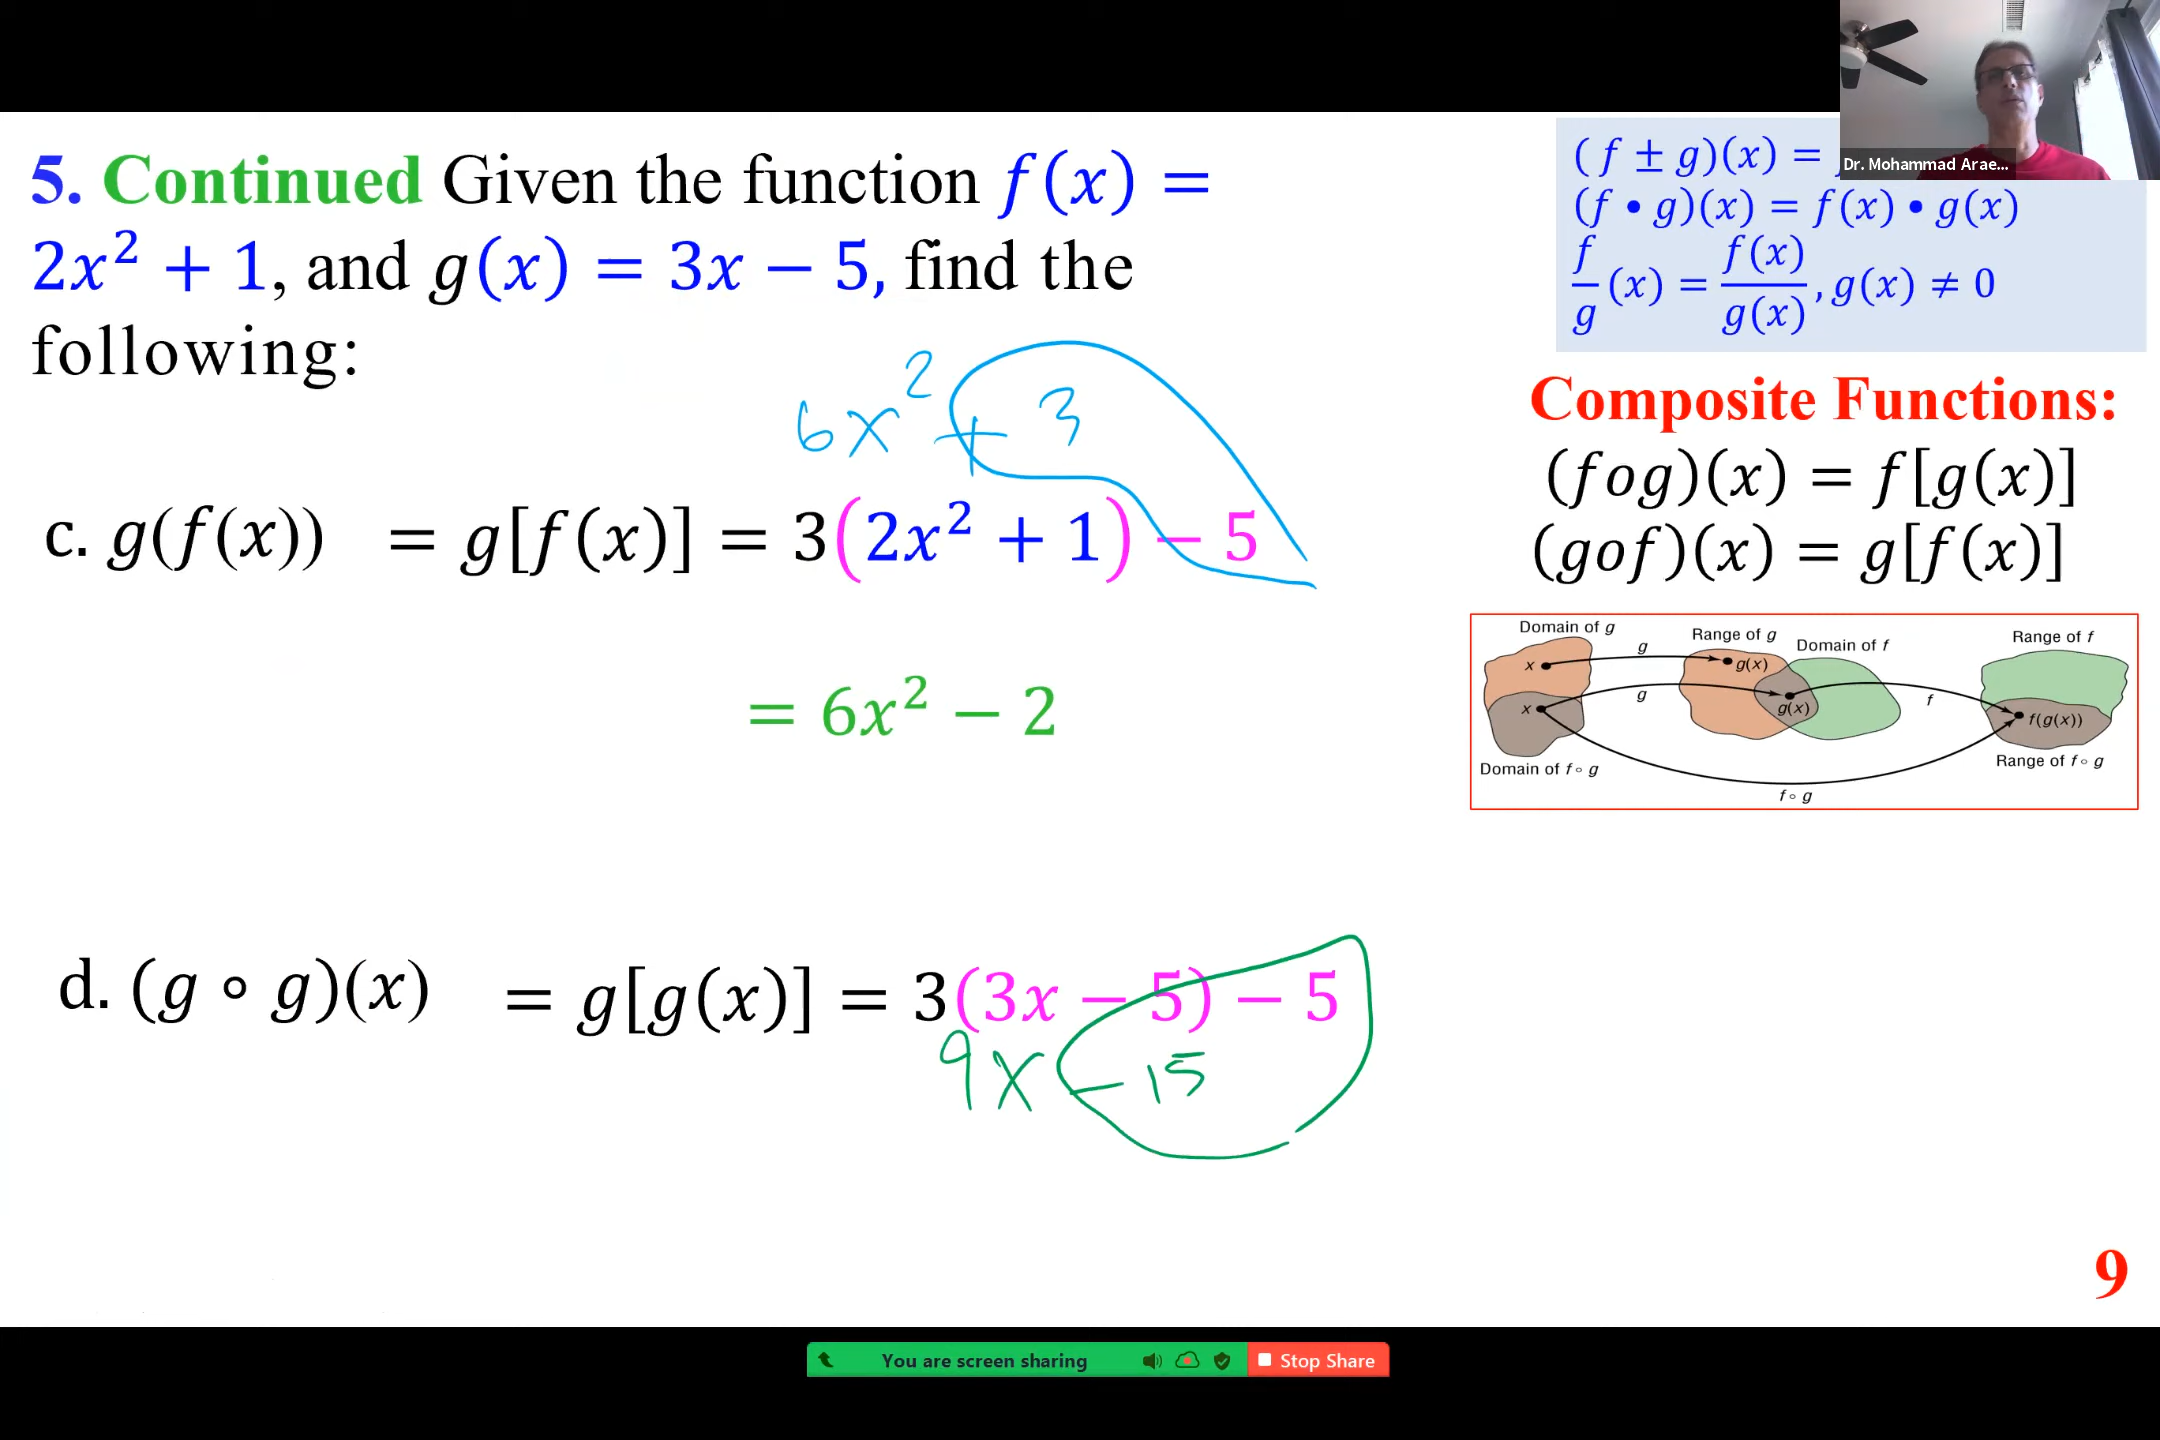 5. Continued Given the function f(x) =
2x² + 1, and g(x) = 3x − 5, find the
following:
6x² + 3
c. g(f(x)) = g[f(x)] = 3(2x² + 1) − 5
= 6x² − 2
d. (g ∘ g)(x) = g[g(x)] = 3(3x − 5) − 5
9x − 15
(f ± g)(x) =
(f • g)(x) = f(x) • g(x)
f/g (x) = f(x)/g(x), g(x) ≠ 0
Dr. Mohammad Arae...
Composite Functions:
(fog)(x) = f[g(x)]
(gof)(x) = g[f(x)]
Domain of g
Range of g
Domain of f
Range of f
x
g
g(x)
x
g
g(x)
f
f(g(x))
Domain of f ∘ g
Range of f ∘ g
f ∘ g
9
You are screen sharing
Stop Share